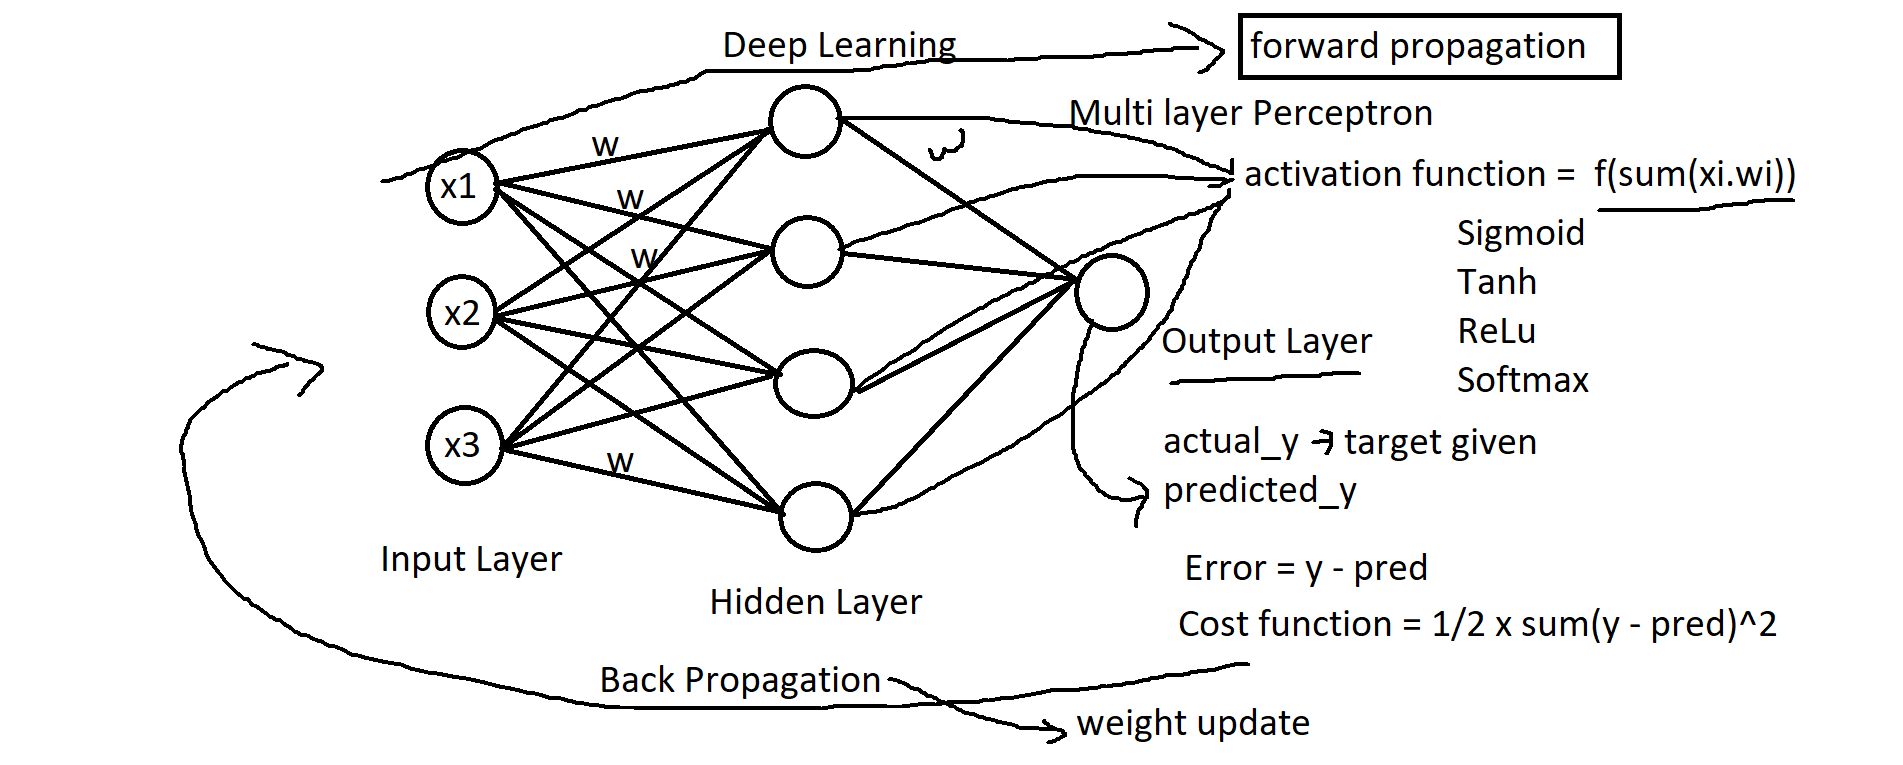 Deep Learning
forward propagation
Multi layer Perceptron
w
w
w
w
w
x1
x2
x3
activation function = f(sum(xi.wi))
Sigmoid
Tanh
ReLu
Softmax
Output Layer
actual_y → target given
predicted_y
Input Layer
Hidden Layer
Error = y - pred
Cost function = 1/2 x sum(y - pred)^2
Back Propagation
weight update